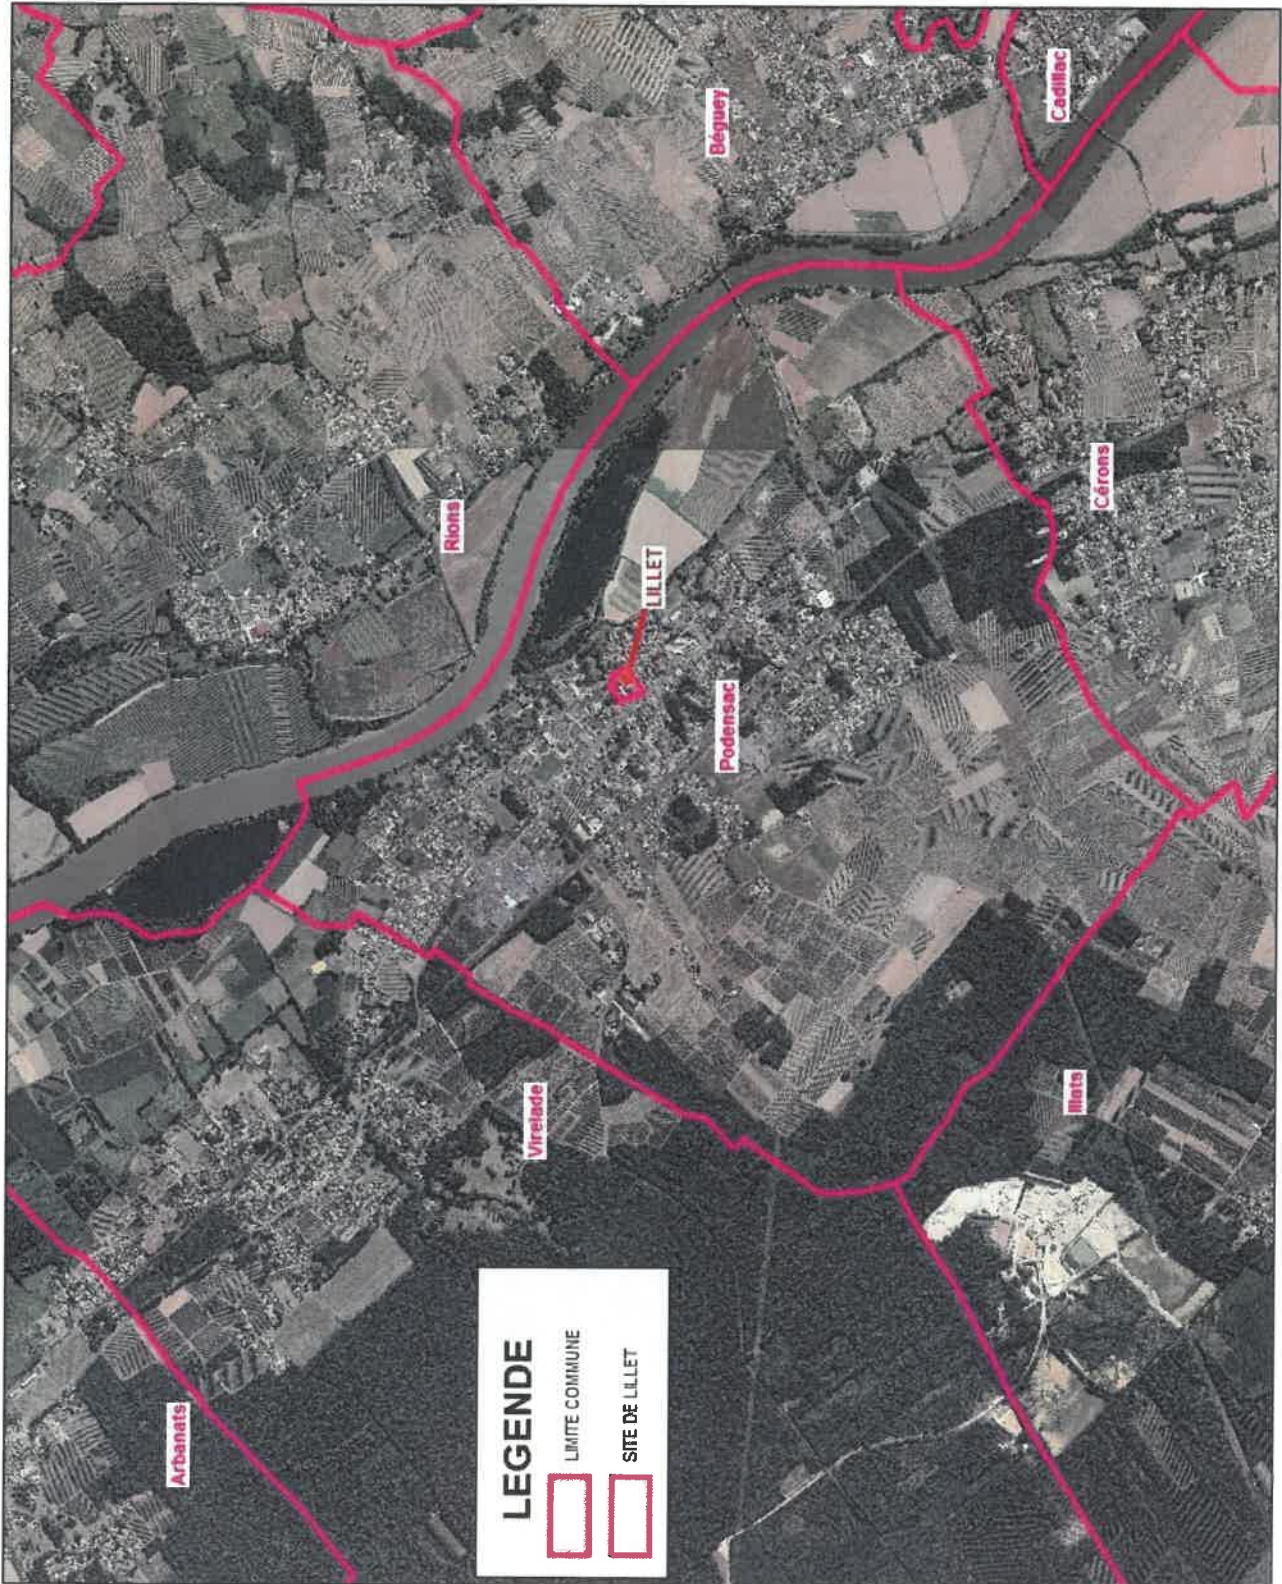 Arbanats
Rions
Virelade
LEGENDE
LIMITE COMMUNE
SITE DE LILLET
LILLET
Podensac
Béguey
Illats
Cérons
Cadillac